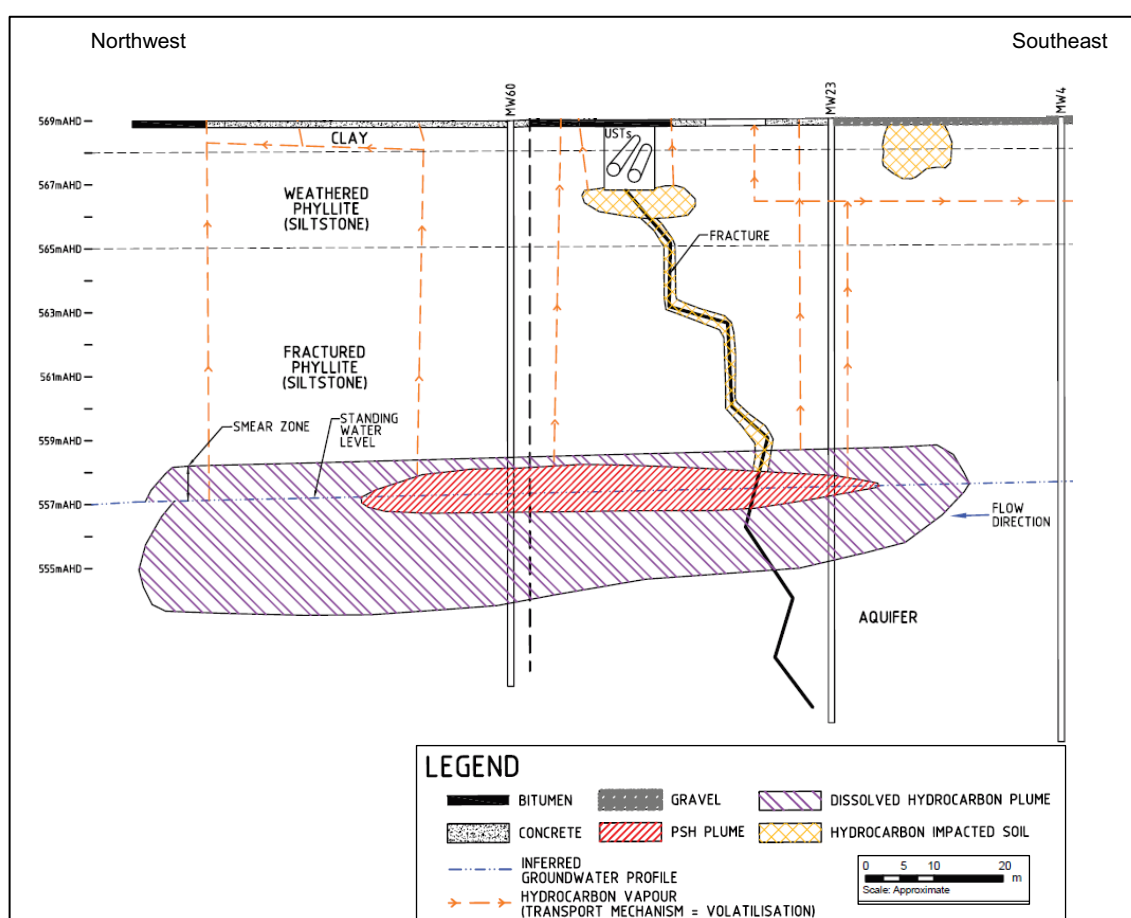 Northwest
Southeast
MW60
MW23
MW4
569mAHD
USTs
CLAY
567mAHD
WEATHERED
PHYLLITE
(SILTSTONE)
565mAHD
FRACTURE
563mAHD
FRACTURED
PHYLLITE
(SILTSTONE)
561mAHD
559mAHD
SMEAR ZONE
STANDING
WATER
LEVEL
557mAHD
FLOW
DIRECTION
555mAHD
AQUIFER
LEGEND
BITUMEN
GRAVEL
DISSOLVED HYDROCARBON PLUME
CONCRETE
PSH PLUME
HYDROCARBON IMPACTED SOIL
INFERRED
GROUNDWATER PROFILE
HYDROCARBON VAPOUR
(TRANSPORT MECHANISM = VOLATILISATION)
0 5 10 20
m
Scale: Approximate